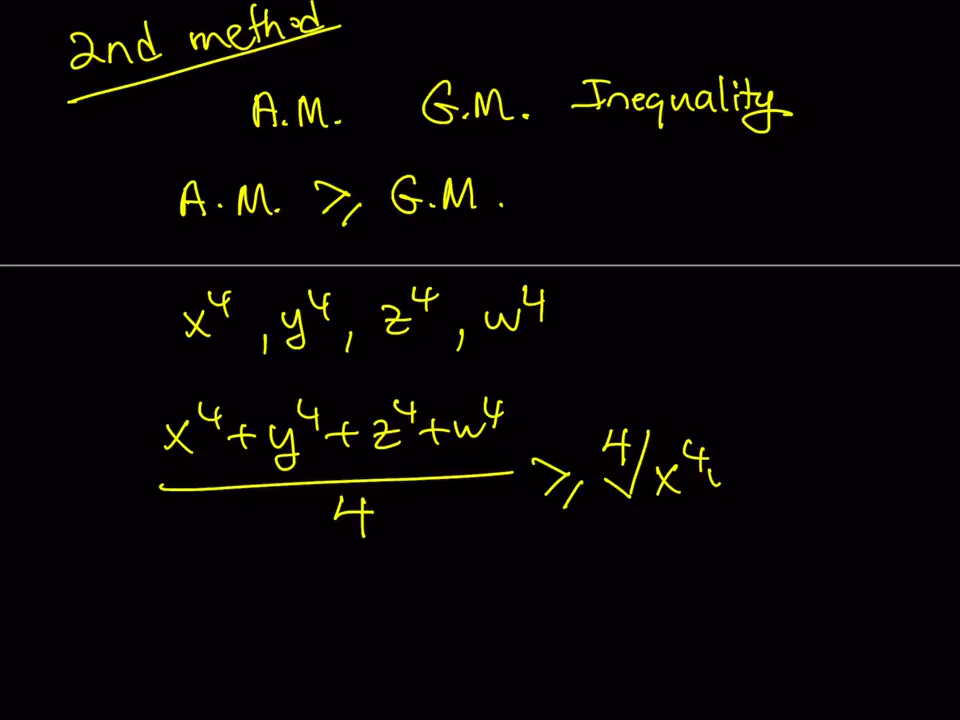 2nd method
A.M. G.M. Inequality
A.M. ⩾ G.M.
x⁴, y⁴, z⁴, w⁴
x⁴+y⁴+z⁴+w⁴
⩾ ⁴√x⁴
4